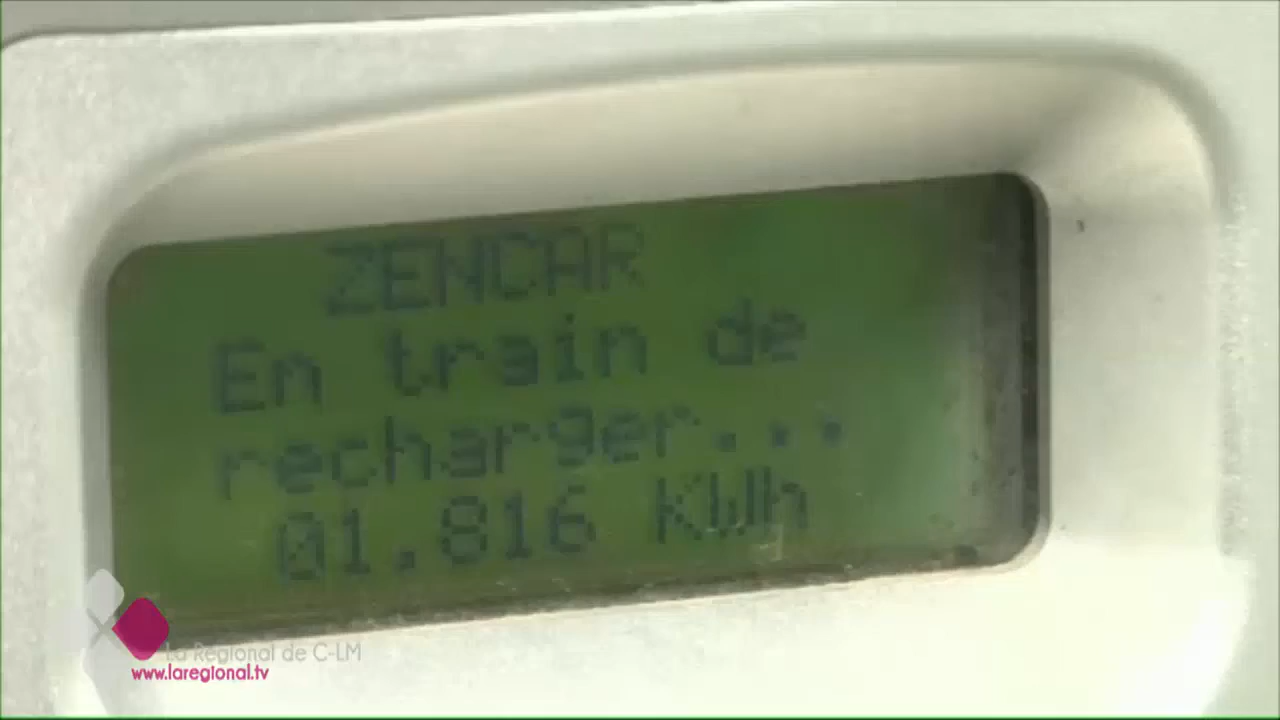 ZENCAR
En train de
recharger...
01.816 KWh
La Regional de C-LM
www.laregional.tv